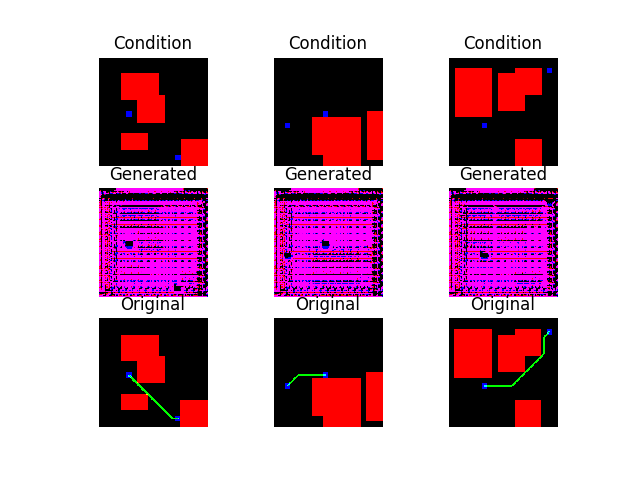 Condition
Condition
Condition
Generated
Generated
Generated
Original
Original
Original